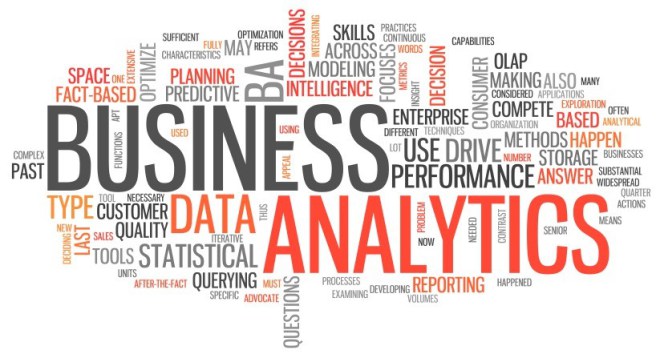 SUFFICIENT
FULLY
CHARACTERISTICS
OPTIMIZATION
REFERS
MAY
DECISIONS
INTEGRATING
SKILLS
PRACTICES
CONTINUOUS
WORDS
ACROSS
MODELING
INTELLIGENCE
FOCUSES
METRICS
INSIGHT
DECISION
CAPABILITIES
CONSUMER
OLAP
MAKING
ALSO
MANY
CONSIDERED
APPLICATIONS
SPACE
ONE
EXTENSIVE
FACT-BASED
OPTIMIZE
PLANNING
PREDICTIVE
BA
ENTERPRISE
COMPETE
EXPLORATION
BASED
OFTEN
ANALYTICAL
BUSINESS
APT
FUNCTIONS
USED
USING
APPEAL
DIFFERENT
TECHNIQUES
ORGANIZATION
LOT
USE
DRIVE
METHODS
HAPPEN
NUMBER
STORAGE
BUSINESSES
COMPLEX
PAST
PERFORMANCE
ANSWER
SUBSTANTIAL
WIDESPREAD
QUARTER
ACTIONS
TYPE
TOOL
NECESSARY
CUSTOMER
DATA
THUS
ANALYTICS
PROBLEM
NOW
NEEDED
CONTRAST
SENIOR
MEANS
NEW
DECIDING
LAST
SALES
QUALITY
ITERATIVE
TOOLS
STATISTICAL
UNITS
AFTER-THE-FACT
QUERYING
MUST
SPECIFIC
ADVOCATE
QUESTIONS
PROCESSES
EXAMINING
DEVELOPING
VOLUMES
REPORTING
HAPPENED